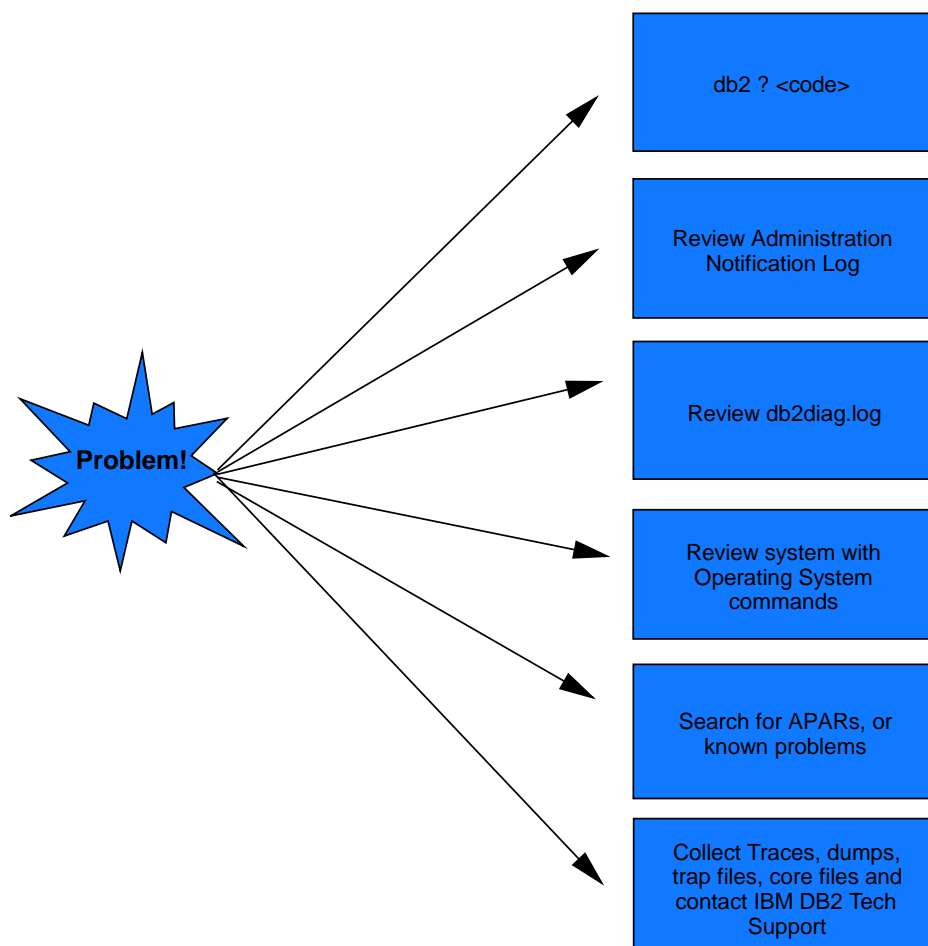 db2 ? <code>
Review Administration
Notification Log
Review db2diag.log
Problem!
Review system with
Operating System
commands
Search for APARs, or
known problems
Collect Traces, dumps,
trap files, core files and
contact IBM DB2 Tech
Support